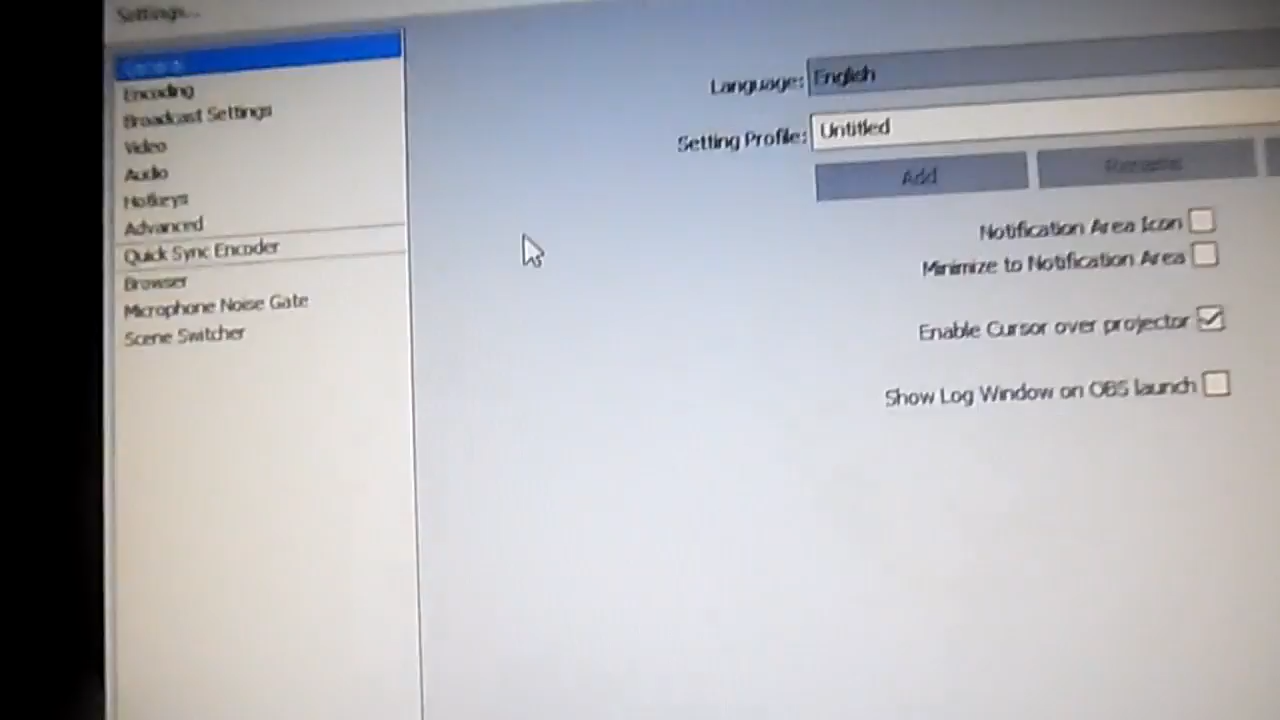 Settings...
General
Encoding
Broadcast Settings
Video
Audio
Hotkeys
Advanced
Quick Sync Encoder
Browser
Microphone Noise Gate
Scene Switcher
Language: English
Setting Profile: Untitled
Add Rename
Notification Area Icon
Minimize to Notification Area
Enable Cursor over projector
Show Log Window on OBS launch